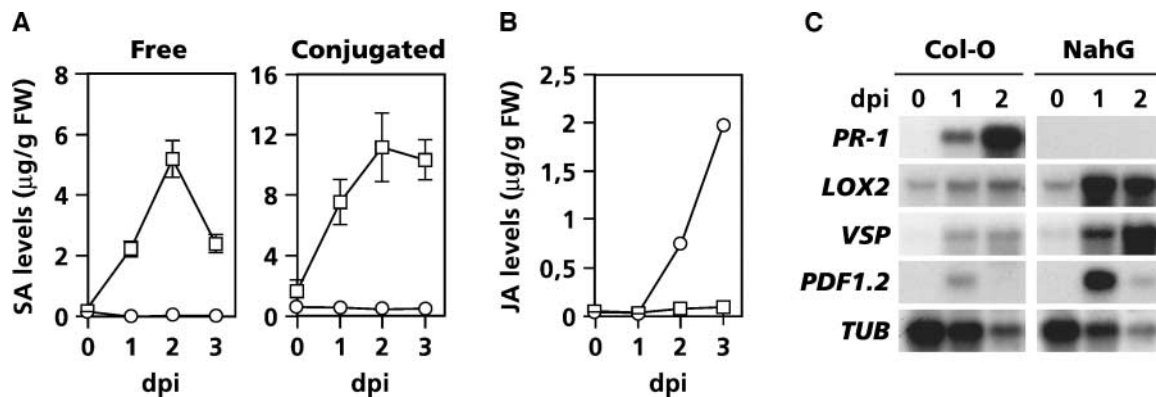 A
Free
SA levels (µg/g FW)
8
6
4
2
0
0 1 2 3
dpi
Conjugated
16
12
8
4
0
0 1 2 3
dpi
B
JA levels (µg/g FW)
2,5
2
1,5
1
0,5
0
0 1 2 3
dpi
C
Col-O NahG
dpi 0 1 2 0 1 2
PR-1
LOX2
VSP
PDF1.2
TUB